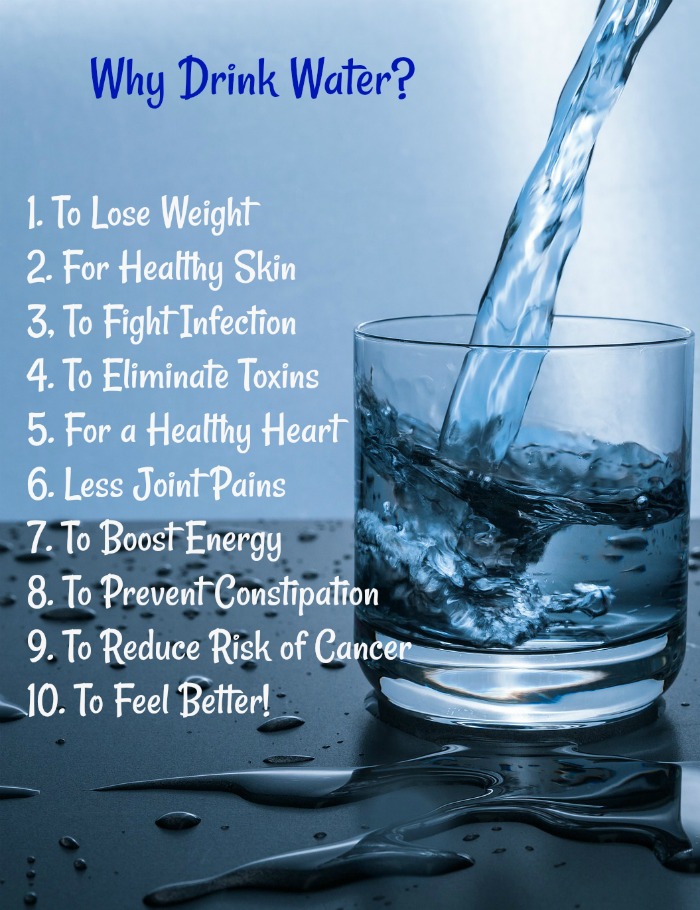 Why Drink Water?
1. To Lose Weight
2. For Healthy Skin
3, To Fight Infection
4. To Eliminate Toxins
5. For a Healthy Heart
6. Less Joint Pains
7. To Boost Energy
8. To Prevent Constipation
9. To Reduce Risk of Cancer
10. To Feel Better!